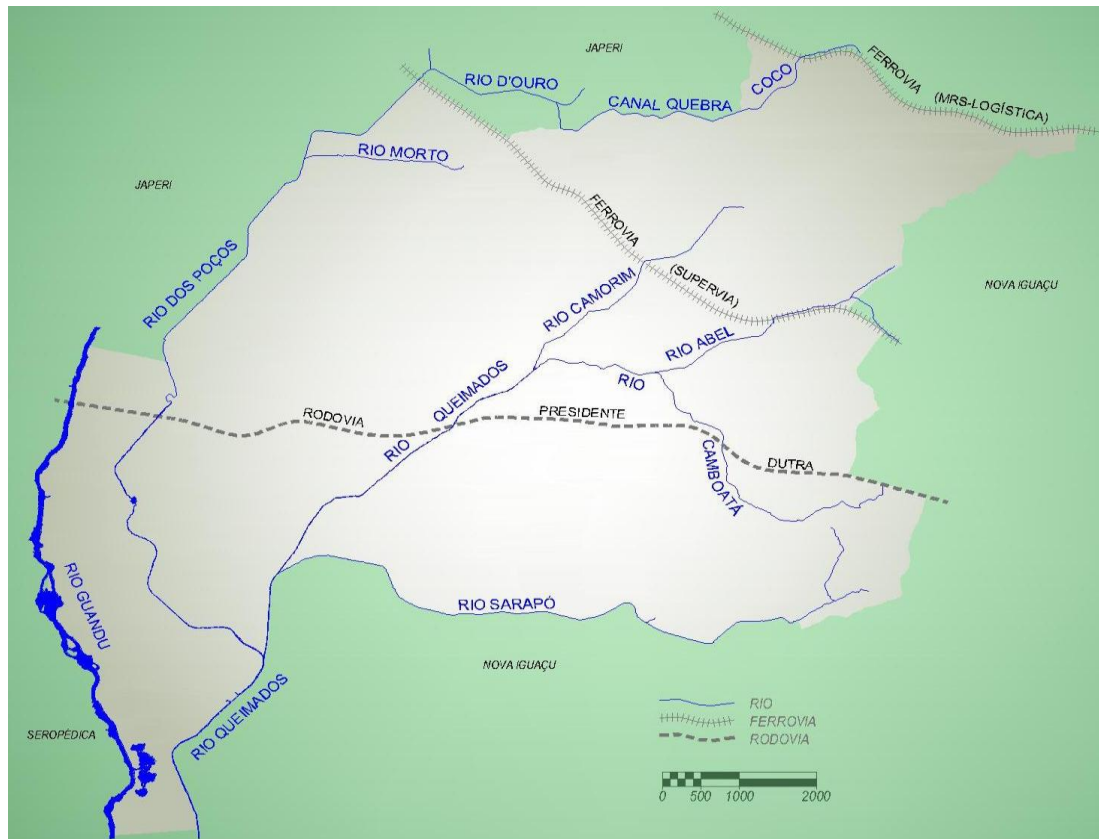 JAPERI
FERROVIA
(MRS-LOGÍSTICA)
COCO
RIO D'OURO
CANAL QUEBRA
RIO MORTO
JAPERI
FERROVIA
(SUPERVIA)
RIO DOS POÇOS
RIO CAMORIM
NOVA IGUAÇU
RIO ABEL
RIO
QUEIMADOS
RIO
RODOVIA
PRESIDENTE
DUTRA
CAMBOATÁ
RIO GUANDU
RIO SARAPÓ
NOVA IGUAÇU
RIO QUEIMADOS
SEROPÉDICA
RIO
FERROVIA
RODOVIA
0 500 1000 2000